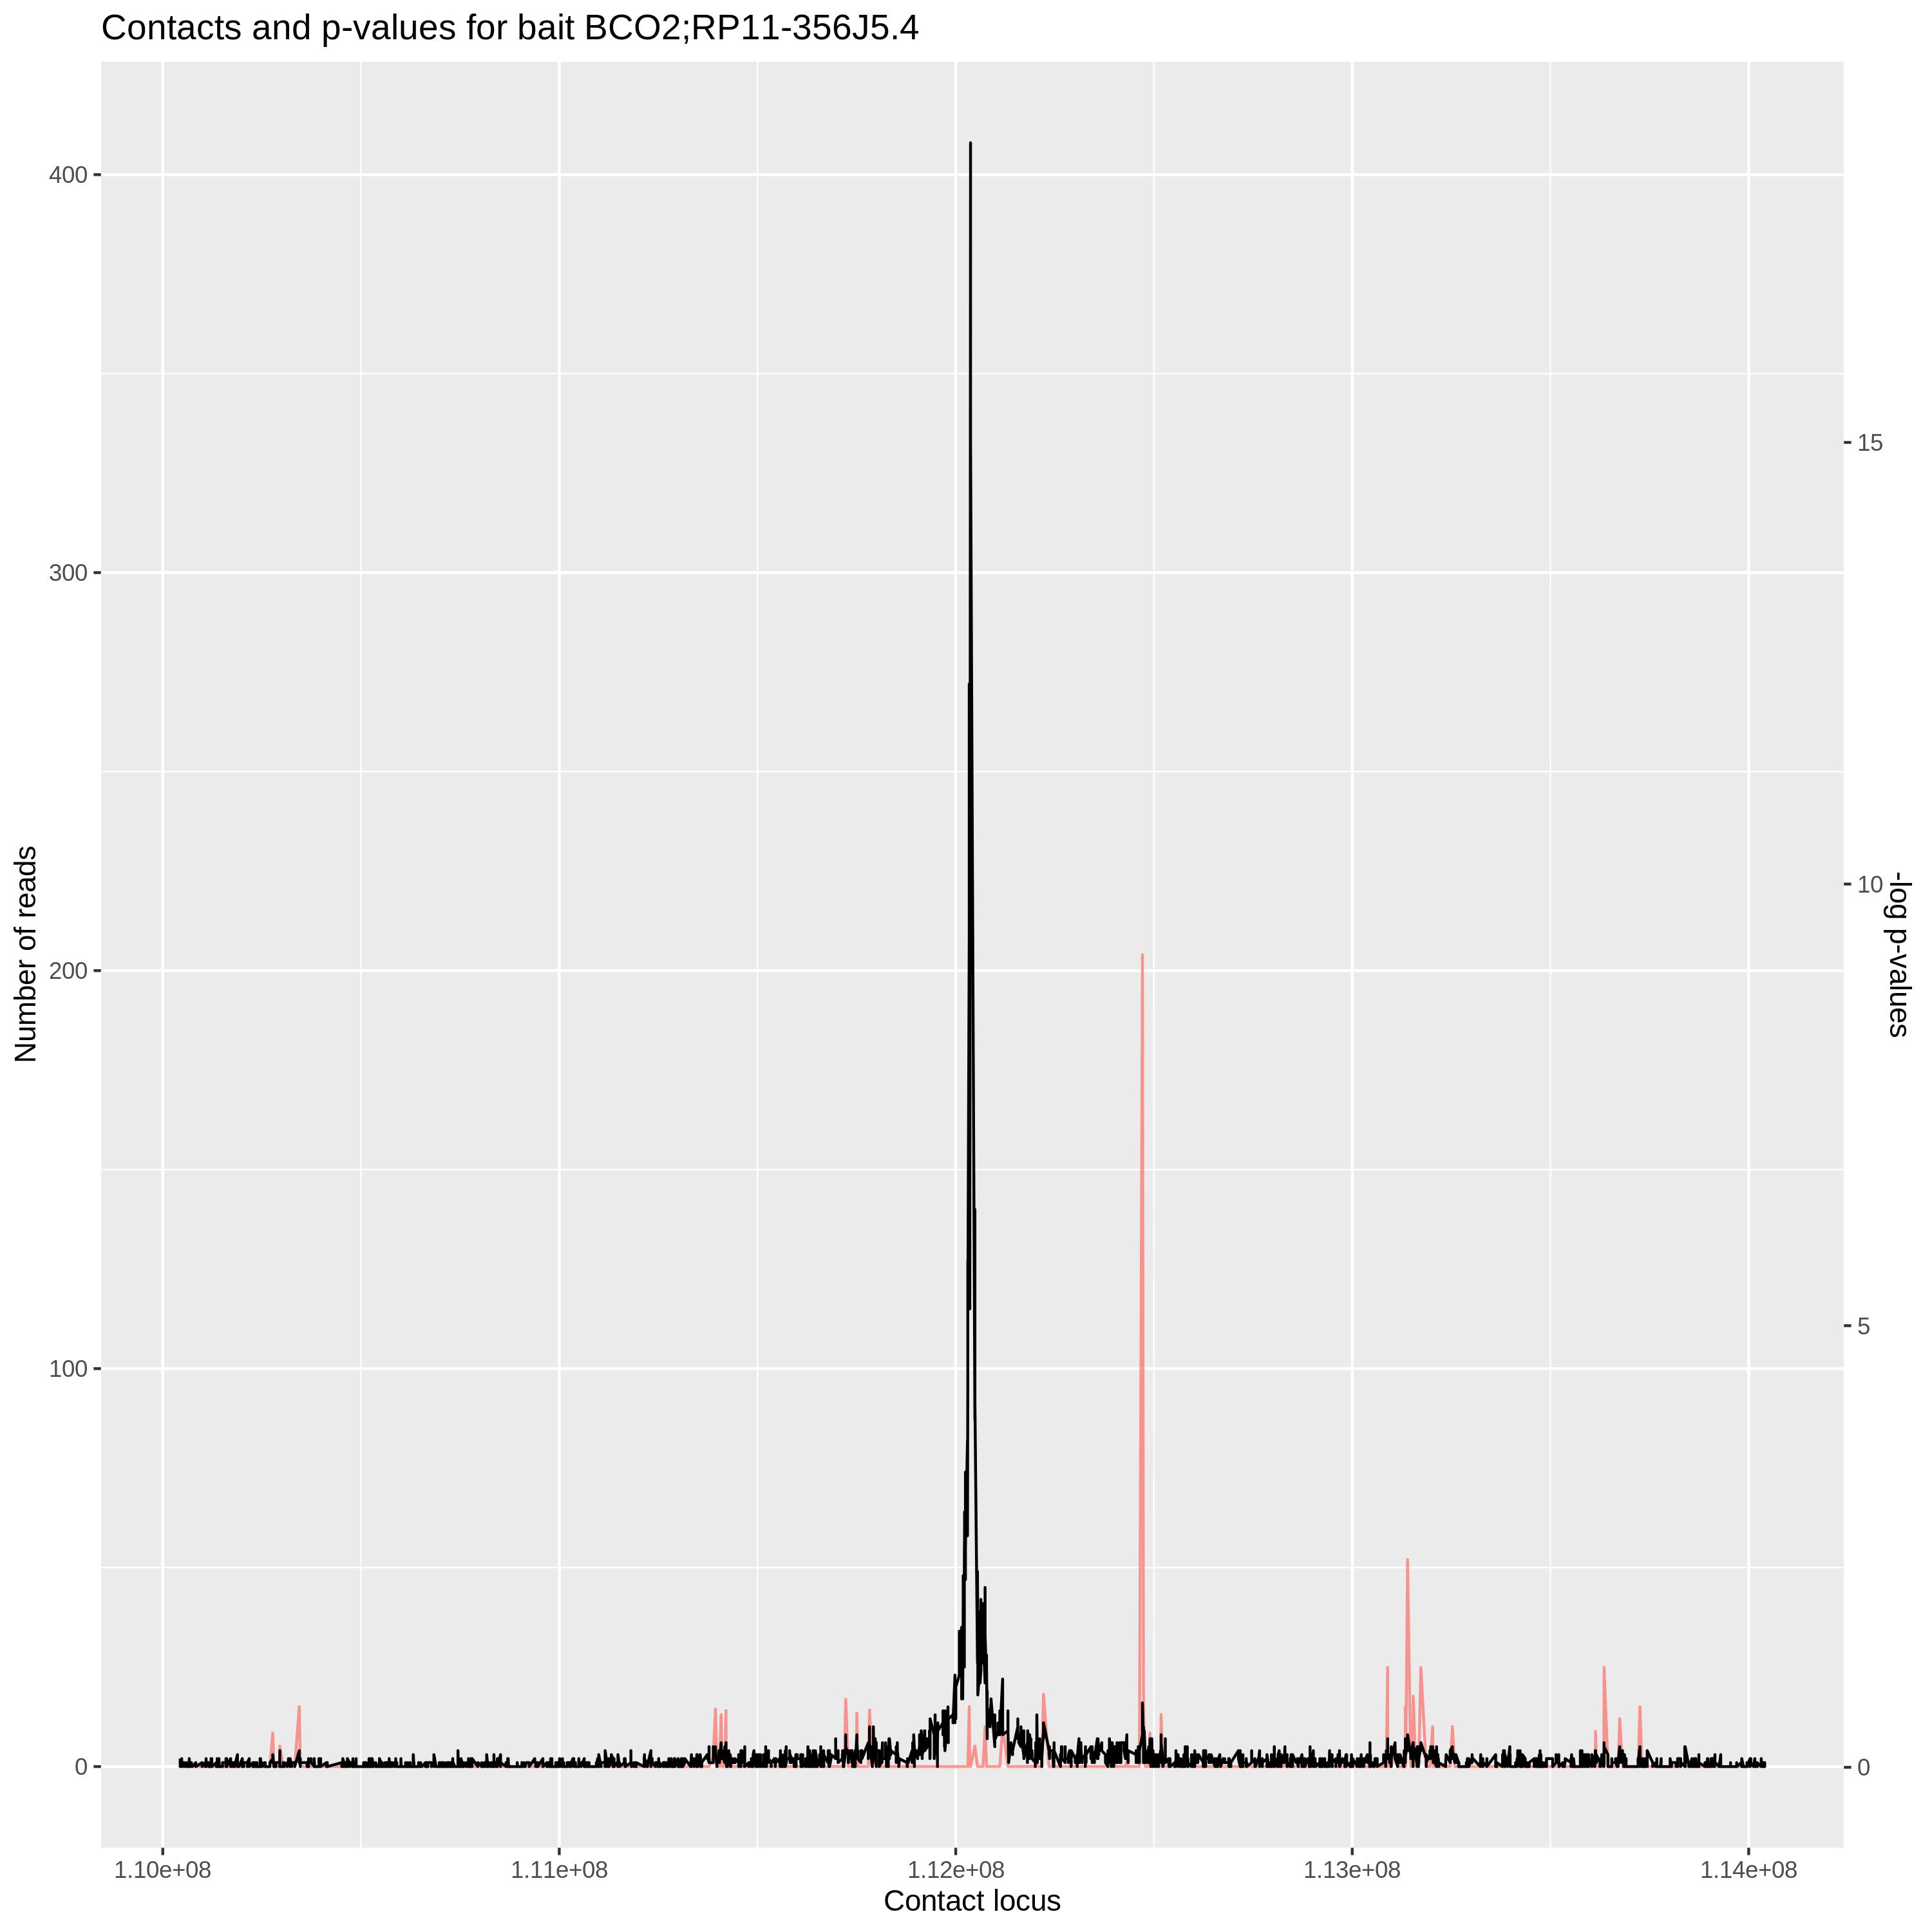 Contacts and p-values for bait BCO2;RP11-356J5.4
400
300
200
100
0
Number of reads
15
10
5
0
-log p-values
1.10e+08
1.11e+08
1.12e+08
1.13e+08
1.14e+08
Contact locus